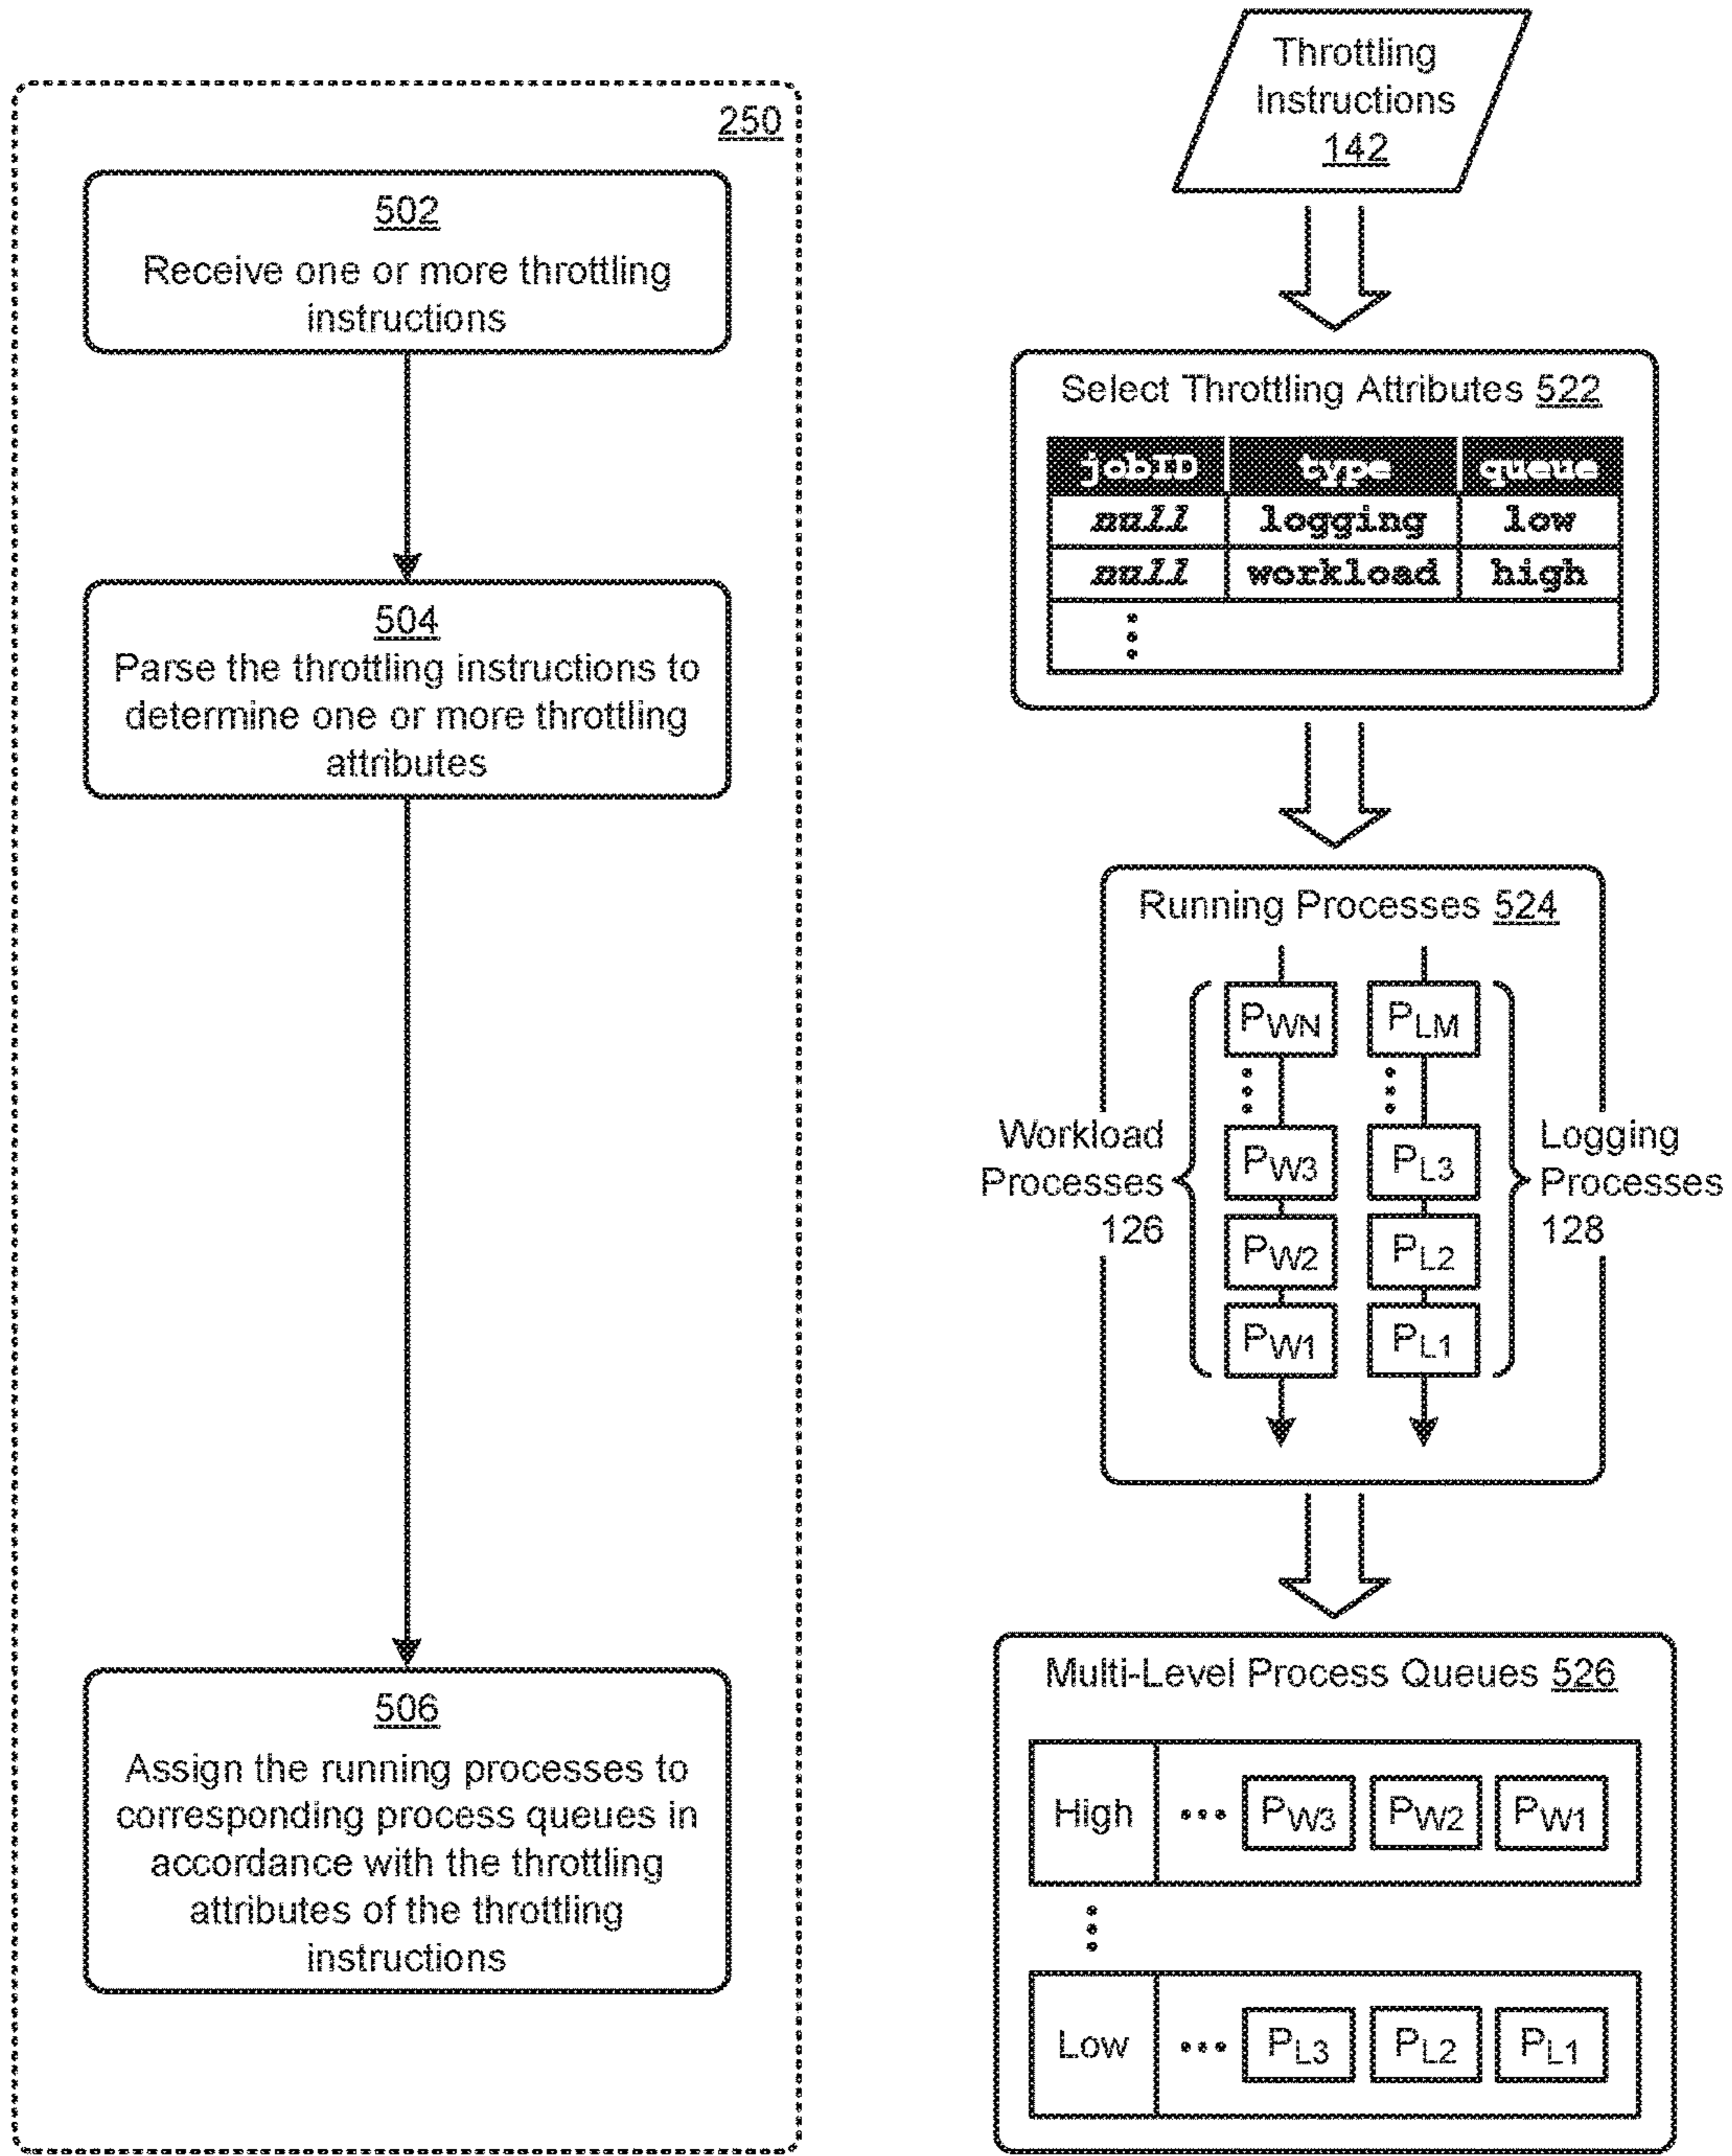 250
502
Receive one or more throttling
instructions
504
Parse the throttling instructions to
determine one or more throttling
attributes
506
Assign the running processes to
corresponding process queues in
accordance with the throttling
attributes of the throttling
instructions
Throttling
Instructions
142
Select Throttling Attributes 522
jobID type queue
null logging low
null workload high
Running Processes 524
PWN PLM
Workload
Processes
126
PW3 PL3
PW2 PL2
PW1 PL1
Logging
Processes
128
Multi-Level Process Queues 526
High ••• PW3 PW2 PW1
Low ••• PL3 PL2 PL1